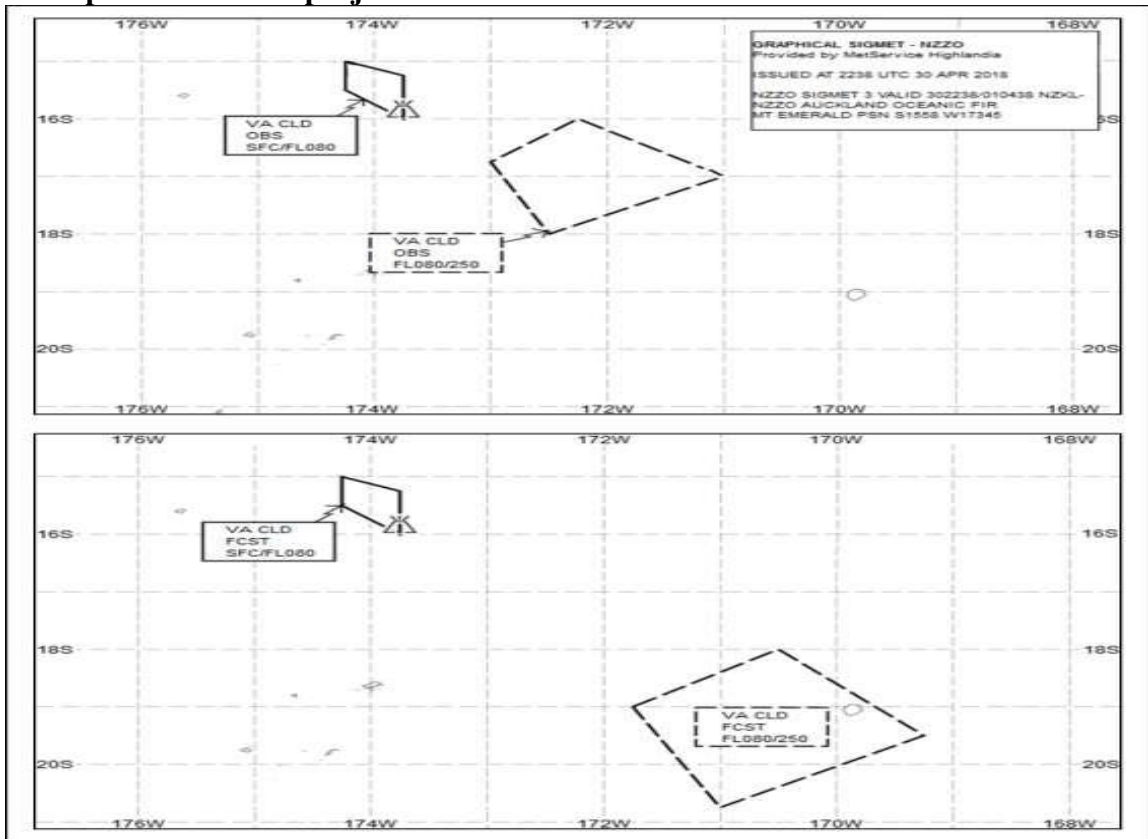 176W 174W 172W 170W 168W
GRAPHICAL SIGMET - NZZO
Provided by MetService Highlandia
ISSUED AT 2238 UTC 30 APR 2018
NZZO SIGMET 3 VALID 302238/010438 NZKL-
NZZO AUCKLAND OCEANIC FIR
MT EMERALD PSN S1558 W17345
16S
VA CLD
OBS
SFC/FL080
18S 18S
VA CLD
OBS
FL080/250
20S 20S
176W 174W 172W 170W 168W
176W 174W 172W 170W 168W
16S 16S
VA CLD
FCST
SFC/FL080
18S 18S
VA CLD
FCST
FL080/250
20S 20S
176W 174W 172W 170W 168W